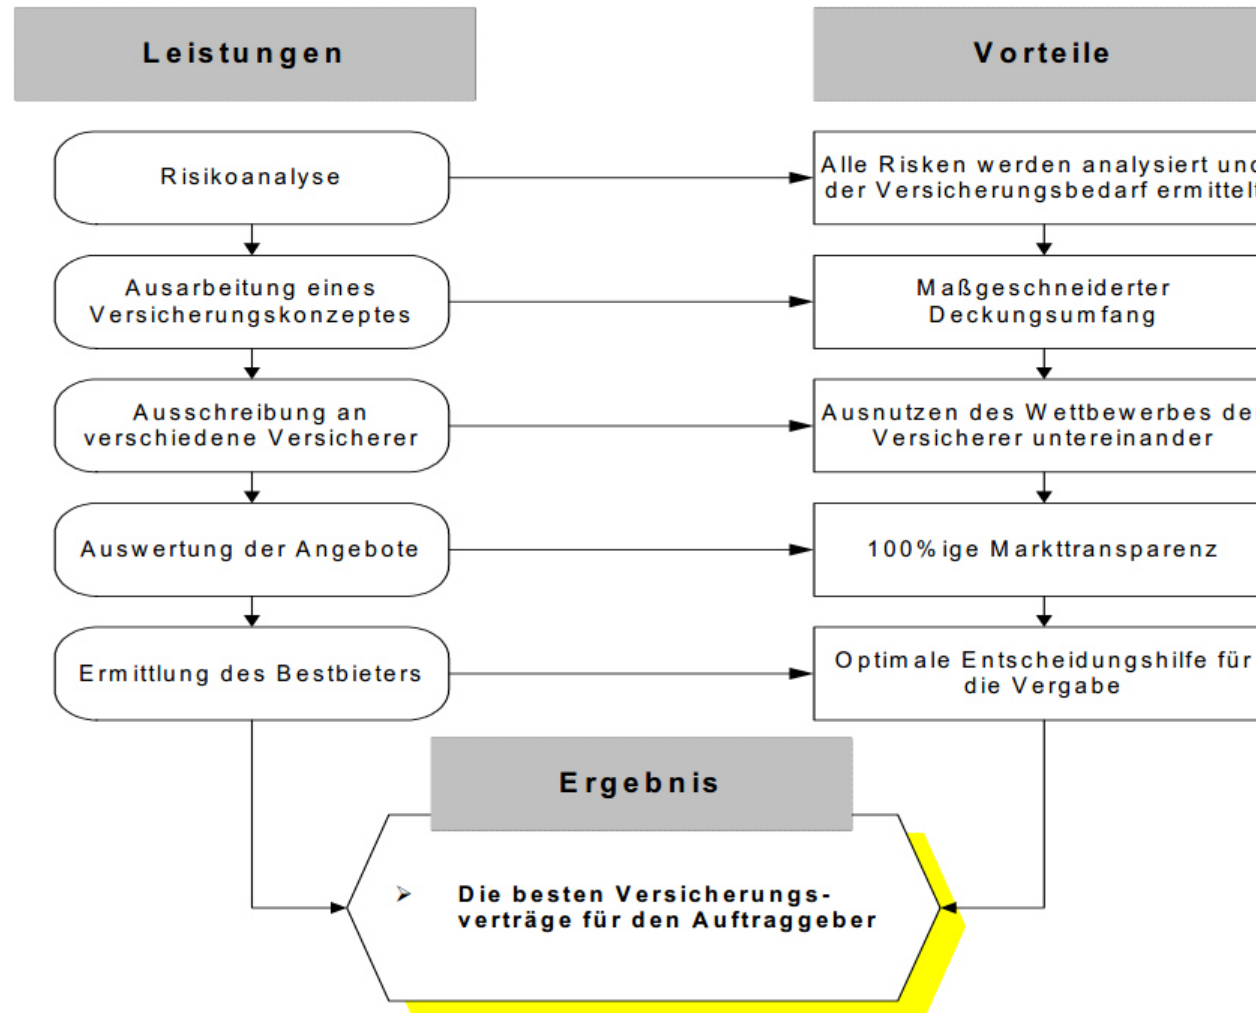 Leistungen
Vorteile
Risikoanalyse
Alle Risken werden analysiert und
der Versicherungsbedarf ermittelt
Ausarbeitung eines
Versicherungskonzeptes
Maßgeschneiderter
Deckungsumfang
Ausschreibung an
verschiedene Versicherer
Ausnutzen des Wettbewerbes der
Versicherer untereinander
Auswertung der Angebote
100%ige Markttransparenz
Ermittlung des Bestbieters
Optimale Entscheidungshilfe für
die Vergabe
Ergebnis
➢ Die besten Versicherungs-
verträge für den Auftraggeber